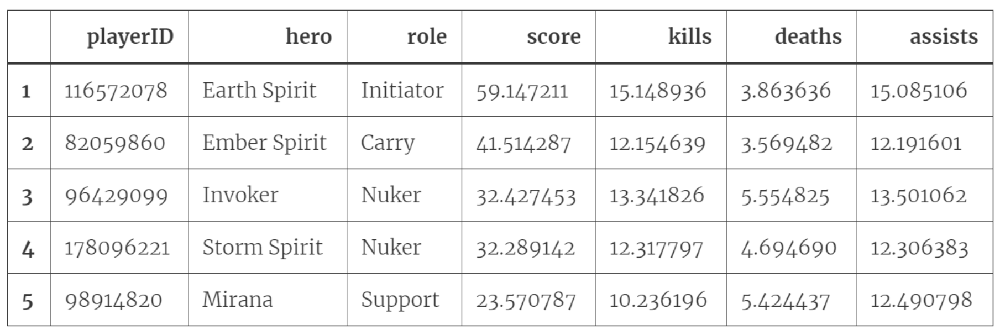 playerID hero role score kills deaths assists
1 116572078 Earth Spirit Initiator 59.147211 15.148936 3.863636 15.085106
2 82059860 Ember Spirit Carry 41.514287 12.154639 3.569482 12.191601
3 96429099 Invoker Nuker 32.427453 13.341826 5.554825 13.501062
4 178096221 Storm Spirit Nuker 32.289142 12.317797 4.694690 12.306383
5 98914820 Mirana Support 23.570787 10.236196 5.424437 12.490798